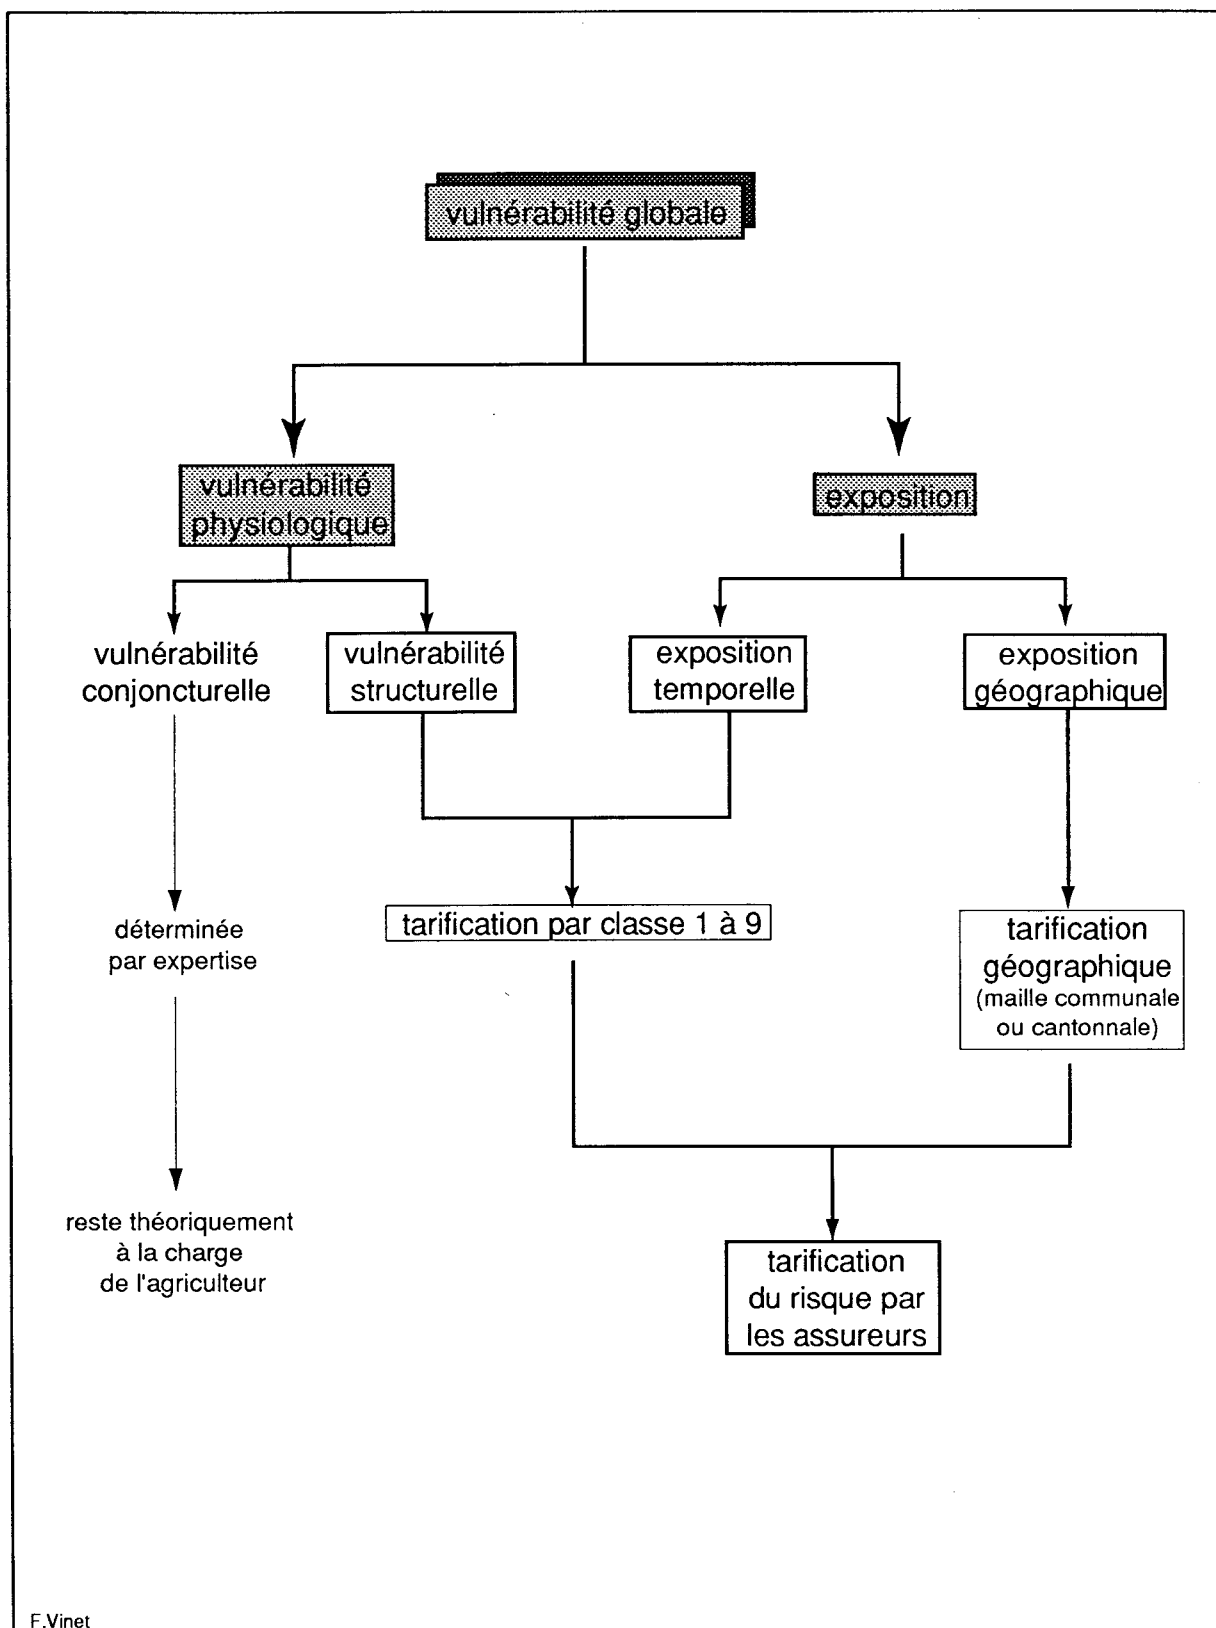 vulnérabilité globale
vulnérabilité
physiologique
exposition
vulnérabilité
conjoncturelle
vulnérabilité
structurelle
exposition
temporelle
exposition
géographique
déterminée
par expertise
tarification par classe 1 à 9
tarification
géographique
(maille communale
ou cantonnale)
reste théoriquement
à la charge
de l'agriculteur
tarification
du risque par
les assureurs
F.Vinet